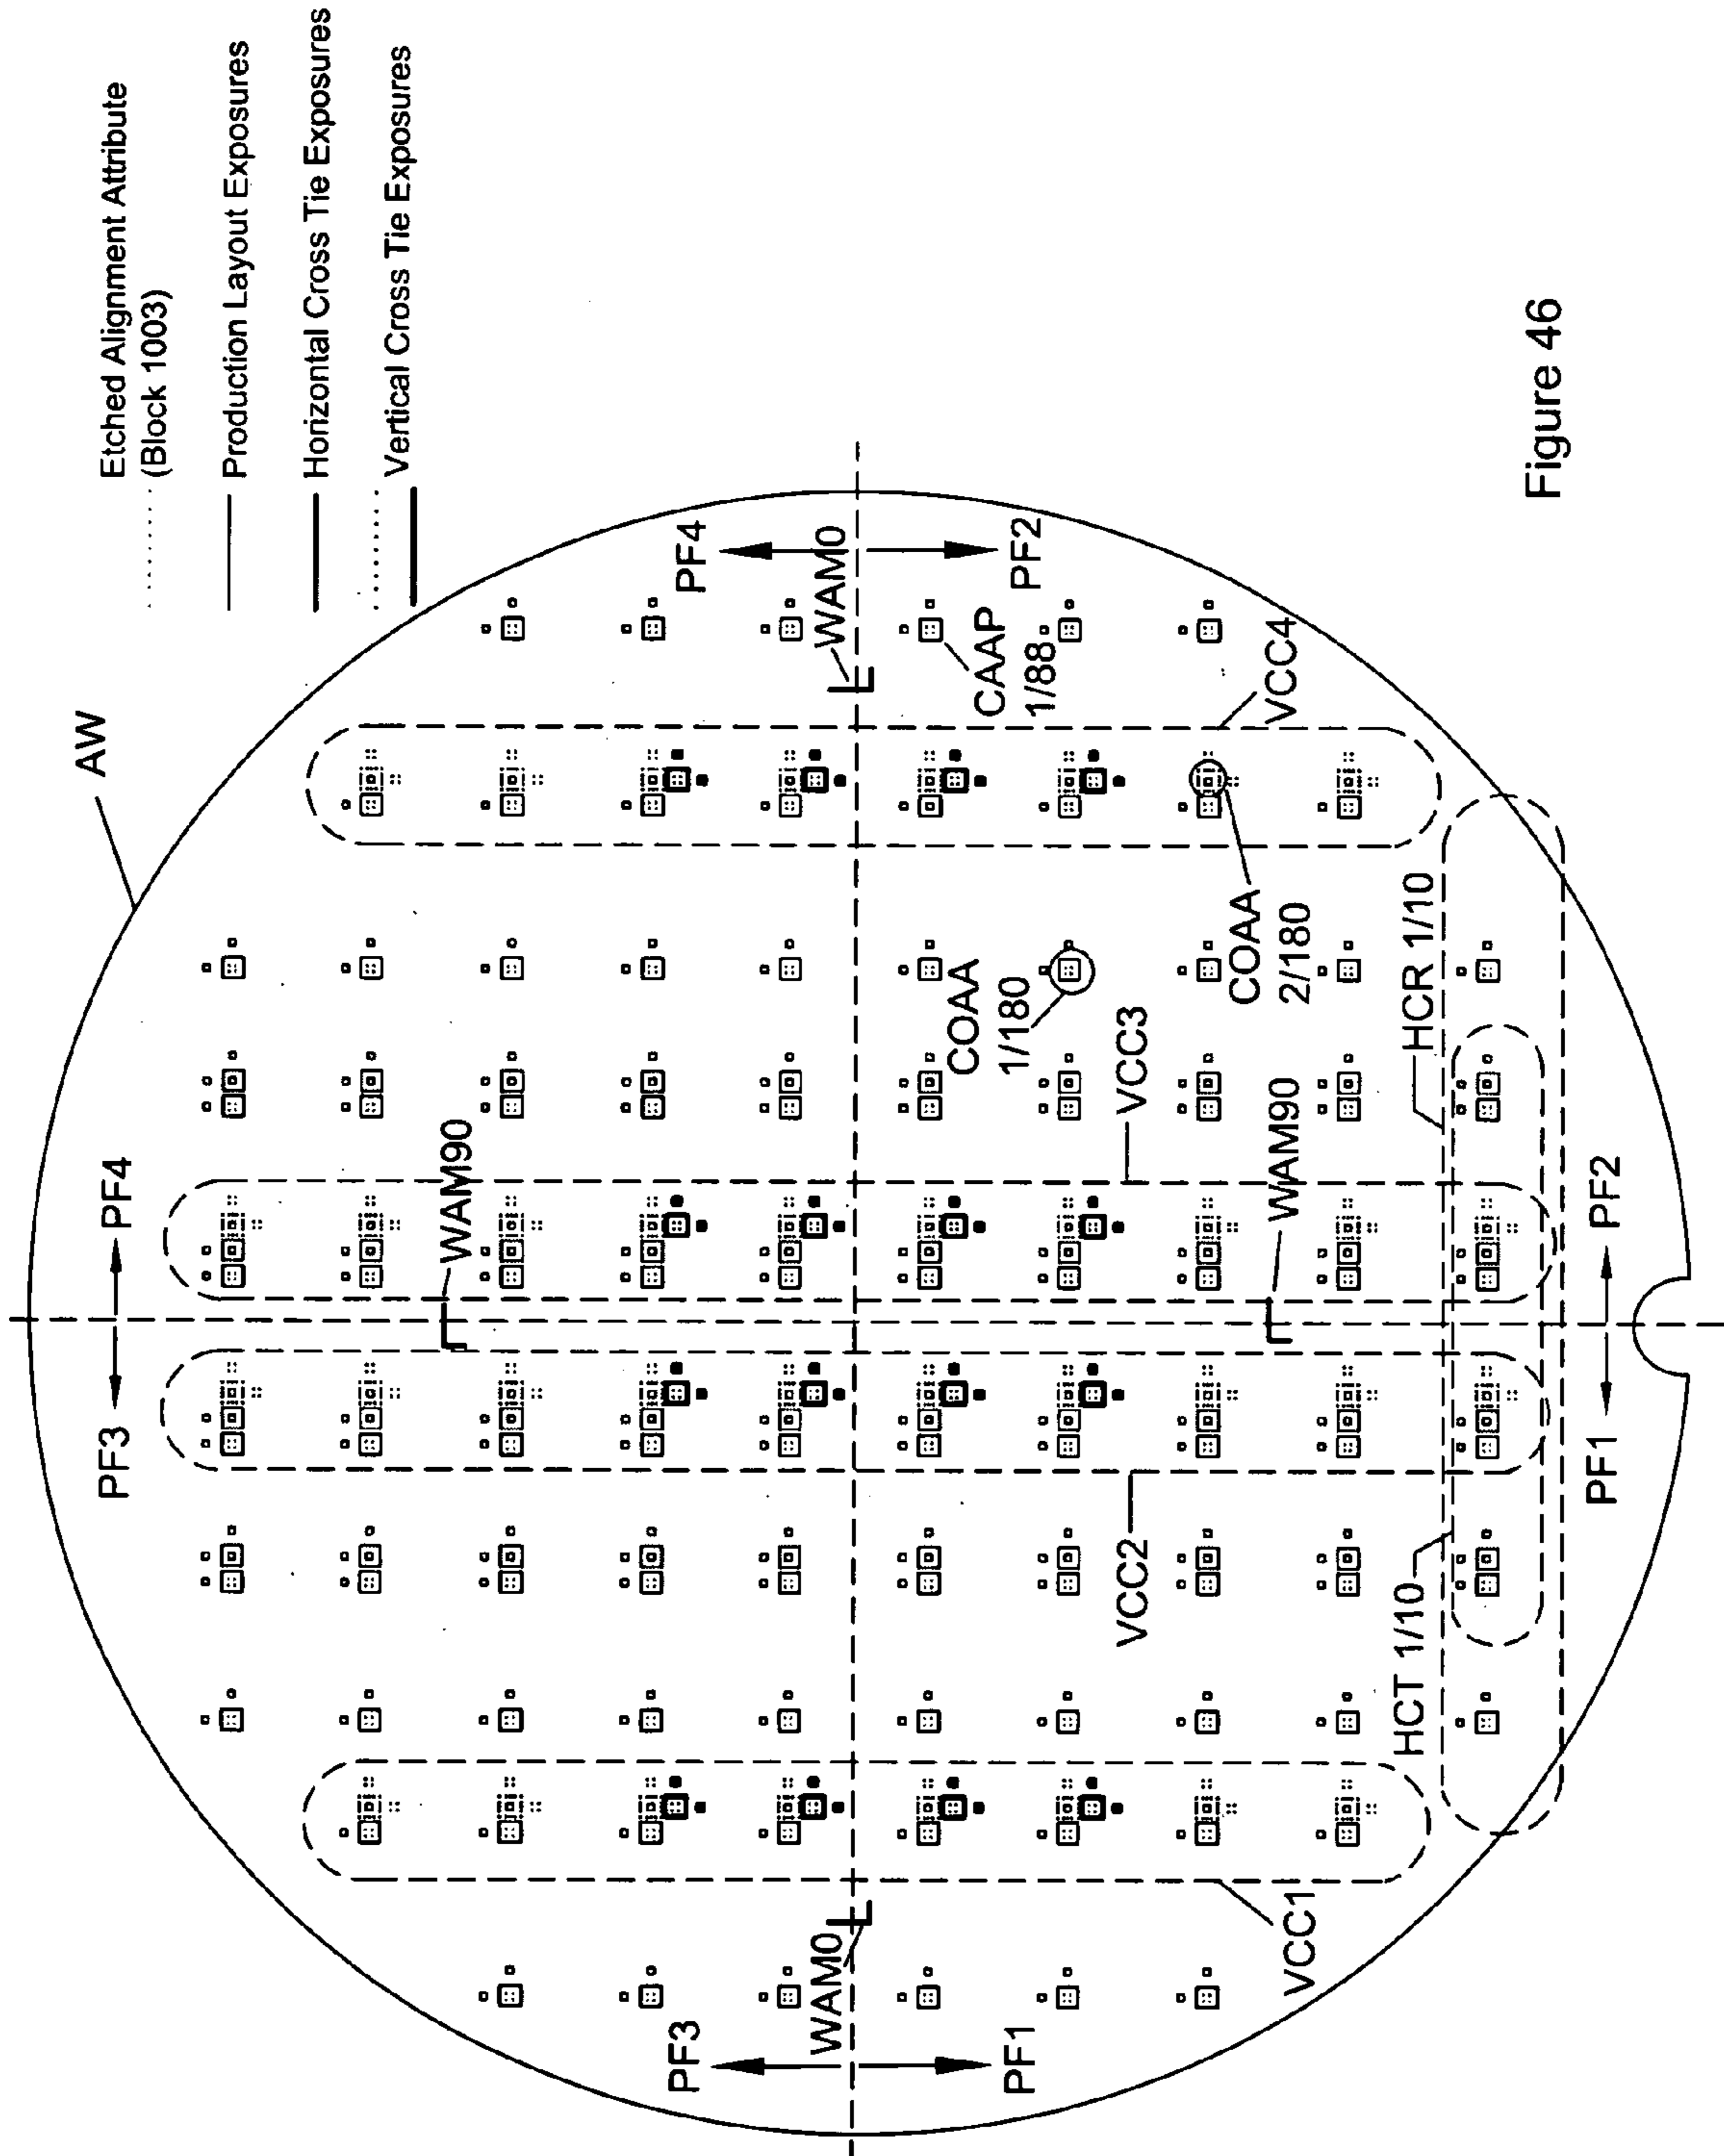 Etched Alignment Attribute
(Block 1003)
Production Layout Exposures
Horizontal Cross Tie Exposures
Vertical Cross Tie Exposures
AW
PF3
PF4
WAM90
PF3
PF4
WAM0
WAM0
PF1
PF2
CAAP
1/88
COAA
1/180
VCC3
WAM90
VCC2
COAA
2/180
VCC4
HCR 1/10
HCT 1/10
VCC1
PF1
PF2
Figure 46